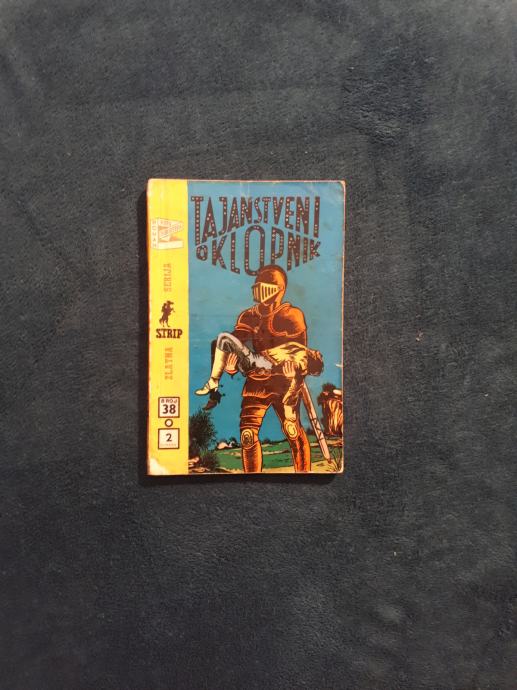 TAJANSTVENI
OKLOPNIK
ZLATNA SERIJA
STRIP
BROJ
38
2